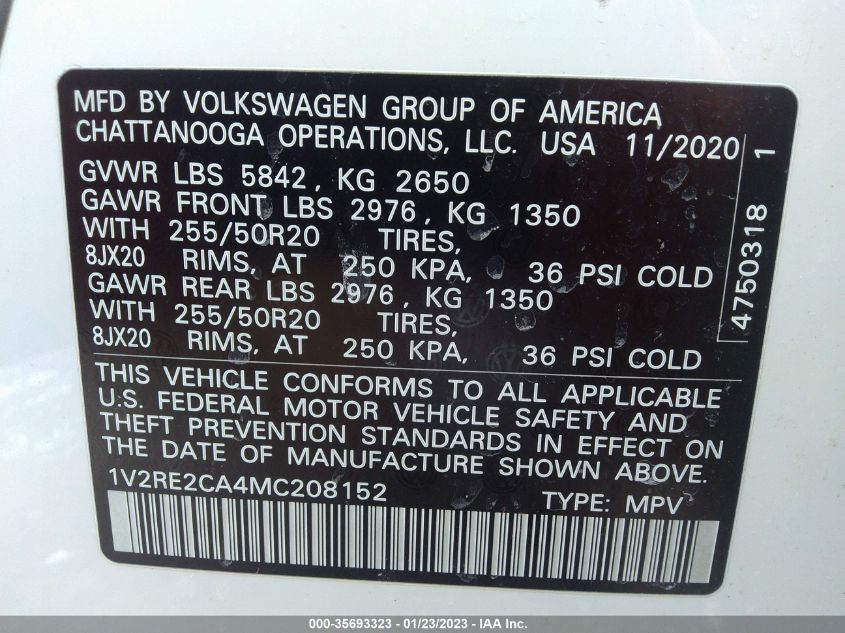 MFD BY VOLKSWAGEN GROUP OF AMERICA
CHATTANOOGA OPERATIONS, LLC. USA 11/2020
GVWR LBS 5842, KG 2650
GAWR FRONT LBS 2976, KG 1350
WITH 255/50R20 TIRES,
8JX20 RIMS, AT 250 KPA, 36 PSI COLD
GAWR REAR LBS 2976, KG 1350
WITH 255/50R20 TIRES,
8JX20 RIMS, AT 250 KPA, 36 PSI COLD
THIS VEHICLE CONFORMS TO ALL APPLICABLE
U.S. FEDERAL MOTOR VEHICLE SAFETY AND
THEFT PREVENTION STANDARDS IN EFFECT ON
THE DATE OF MANUFACTURE SHOWN ABOVE.
1V2RE2CA4MC208152 TYPE: MPV
4750318 1
000-35693323 - 01/23/2023 - IAA Inc.